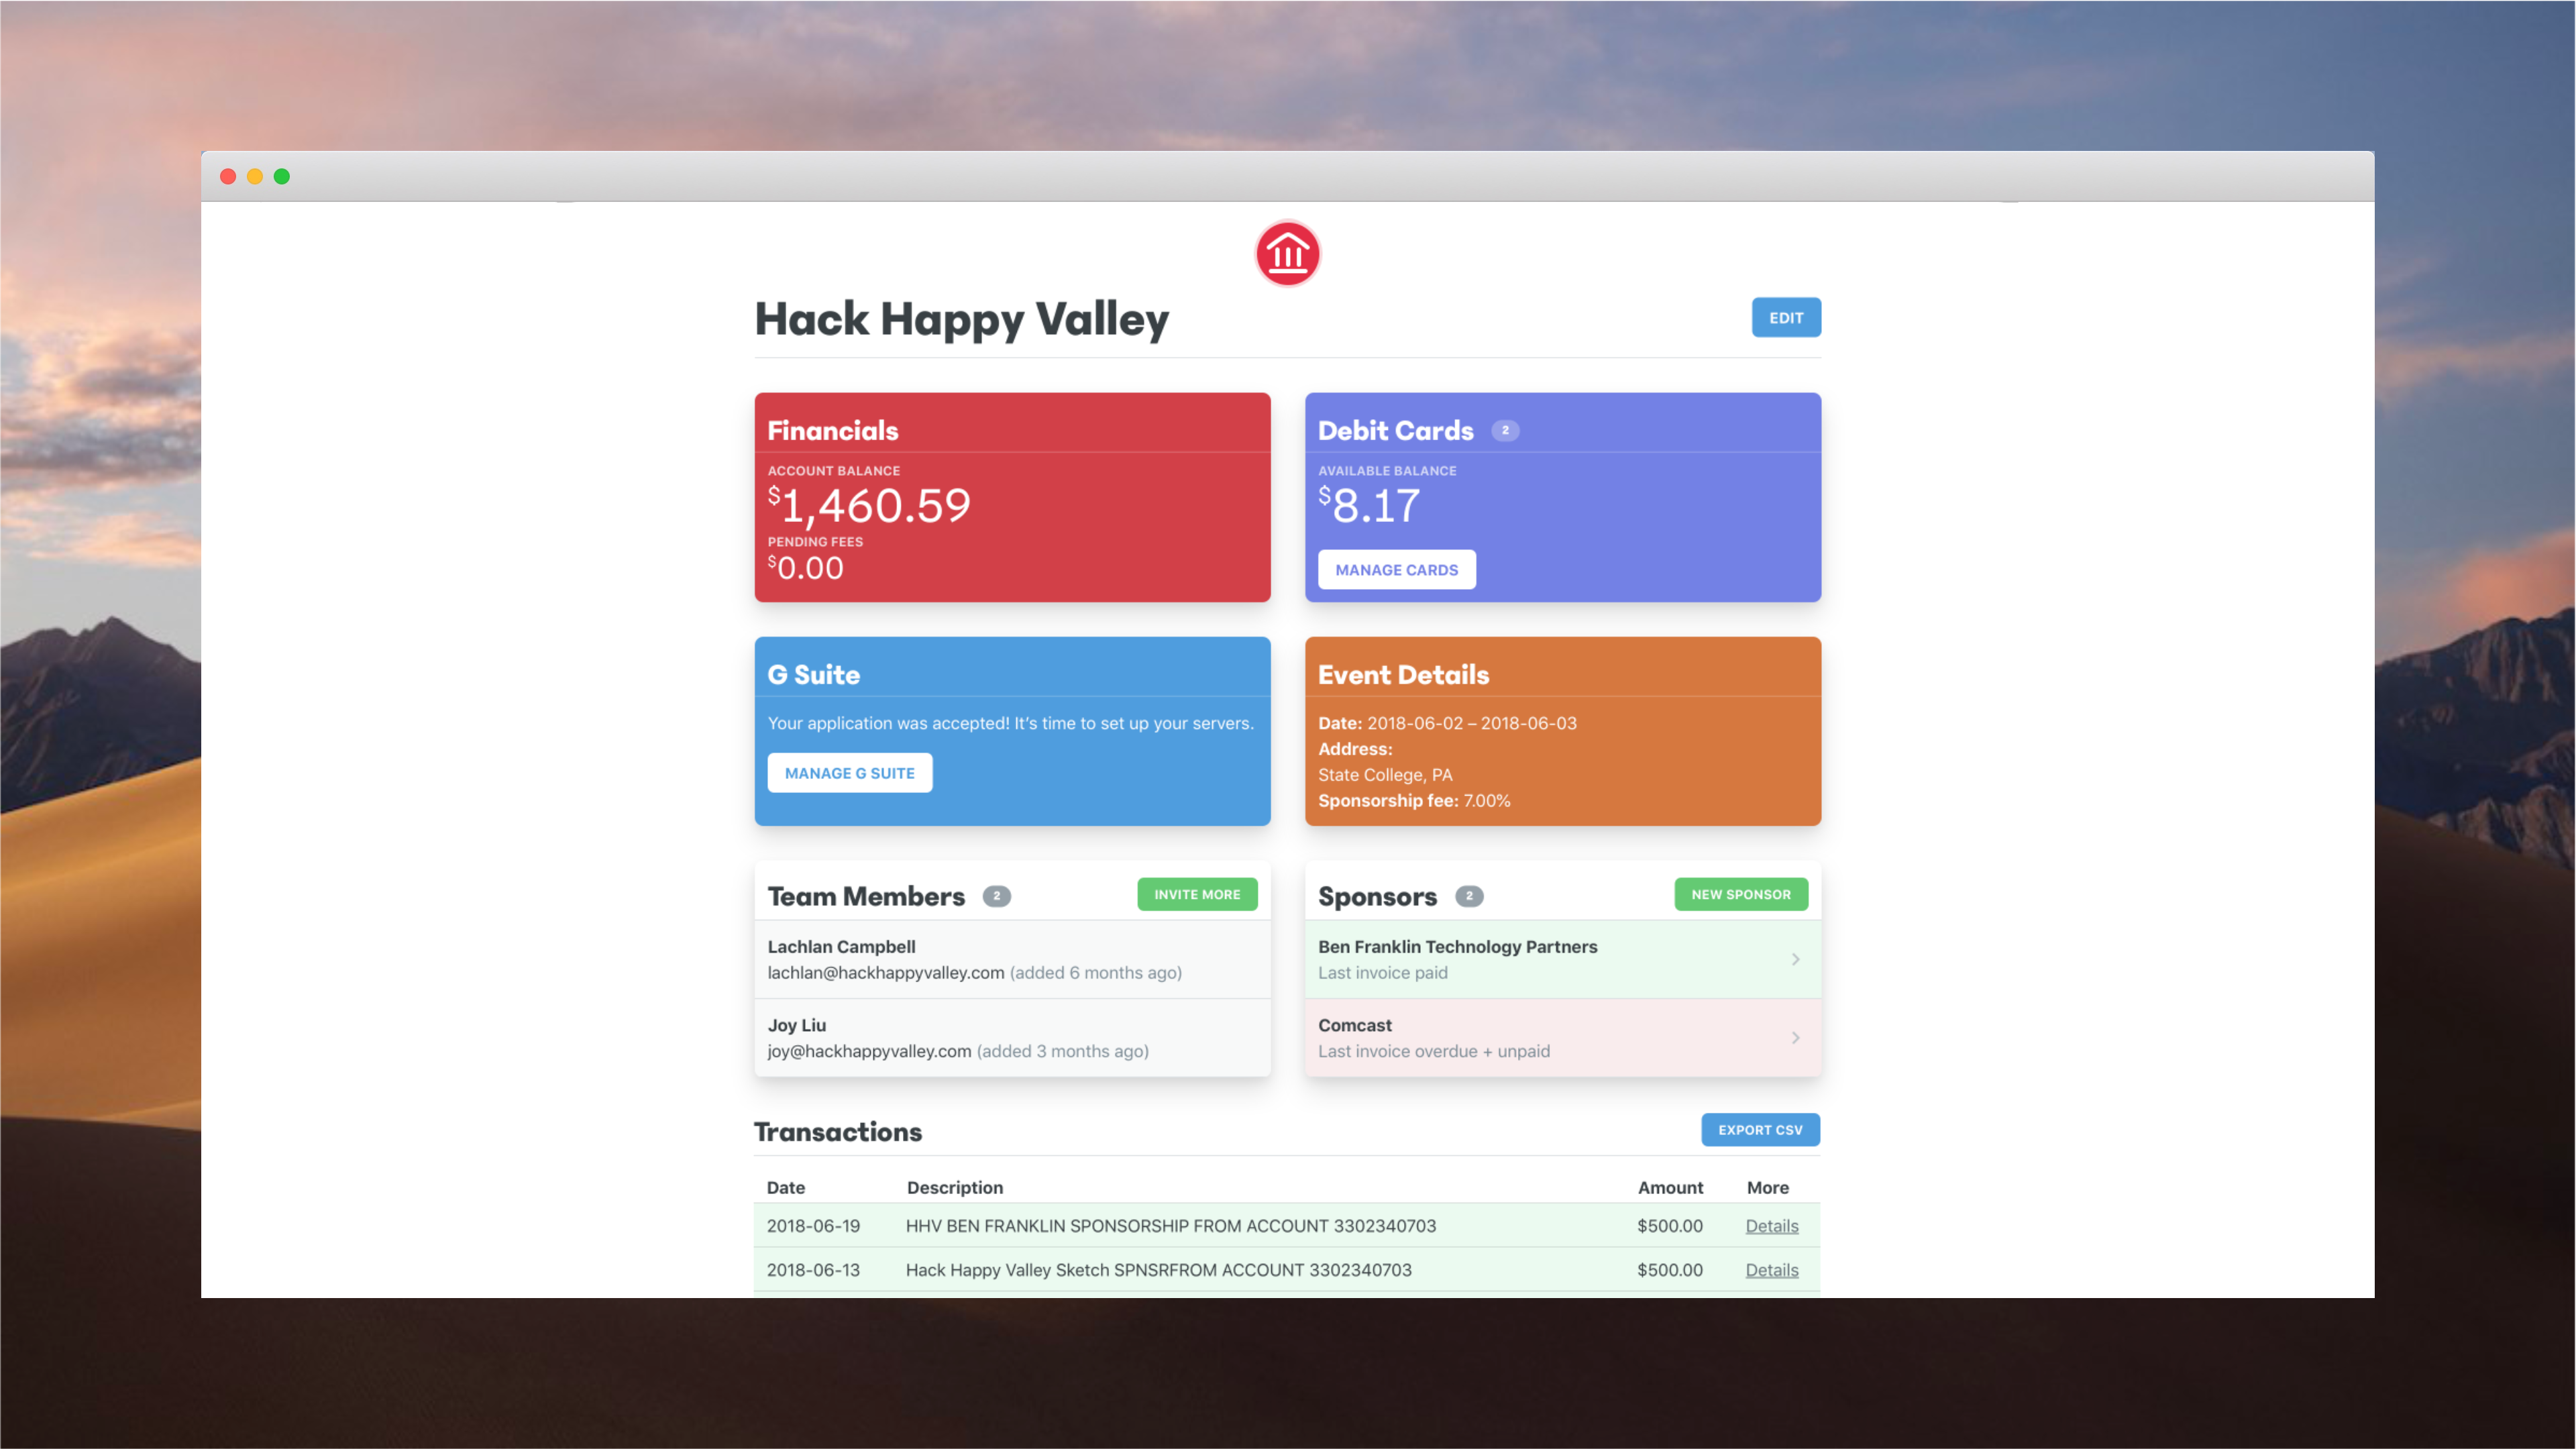 Hack Happy Valley
EDIT
Financials
ACCOUNT BALANCE
$1,460.59
PENDING FEES
$0.00
Debit Cards 2
AVAILABLE BALANCE
$8.17
MANAGE CARDS
G Suite
Your application was accepted! It’s time to set up your servers.
MANAGE G SUITE
Event Details
Date: 2018-06-02 – 2018-06-03
Address:
State College, PA
Sponsorship fee: 7.00%
Team Members 2 INVITE MORE
Lachlan Campbell
lachlan@hackhappyvalley.com (added 6 months ago)
Joy Liu
joy@hackhappyvalley.com (added 3 months ago)
Sponsors 2 NEW SPONSOR
Ben Franklin Technology Partners
Last invoice paid
Comcast
Last invoice overdue + unpaid
Transactions EXPORT CSV
Date Description Amount More
2018-06-19 HHV BEN FRANKLIN SPONSORSHIP FROM ACCOUNT 3302340703 $500.00 Details
2018-06-13 Hack Happy Valley Sketch SPNSRFROM ACCOUNT 3302340703 $500.00 Details